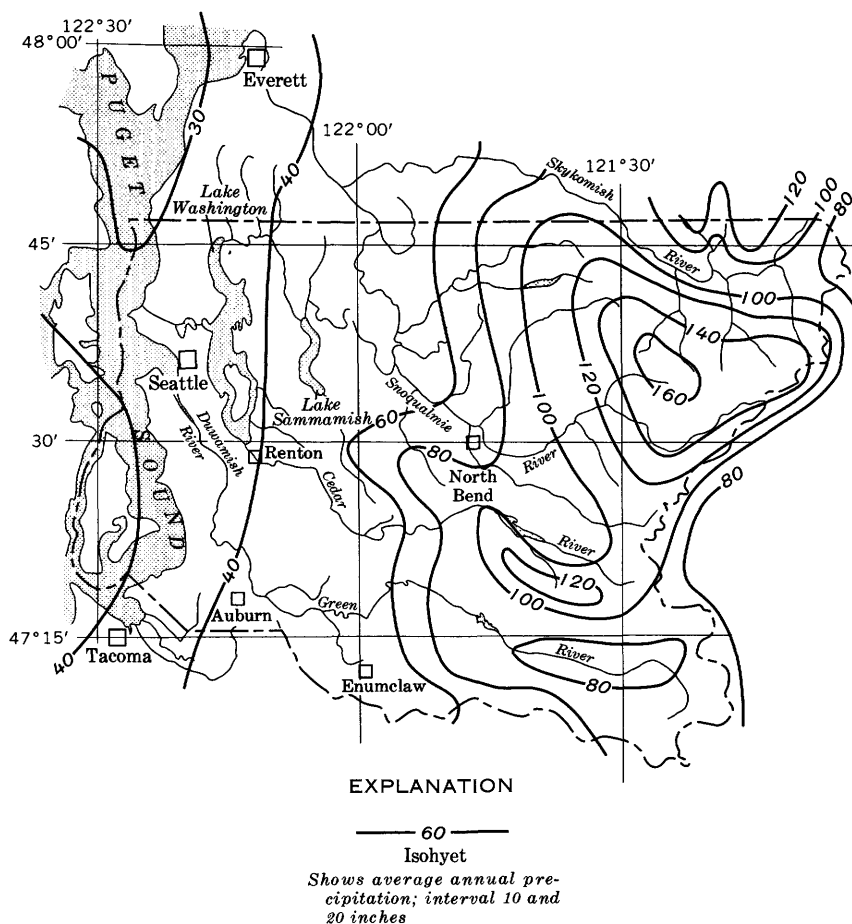 122°30'
48°00'
Everett
PUGET
30
122°00'
40
Lake
Washington
Skykomish
121°30'
120
100
80
45'
River
100
140
120
160
Seattle
Duwamish
River
Lake
Sammamish
Snoqualmie
60
100
30'
SOUND
Renton
80
North
Bend
River
Cedar
80
River
40
120
100
Auburn
Green
47°15'
Tacoma
40
River
Enumclaw
80
EXPLANATION
60
Isohyet
Shows average annual pre-
cipitation; interval 10 and
20 inches